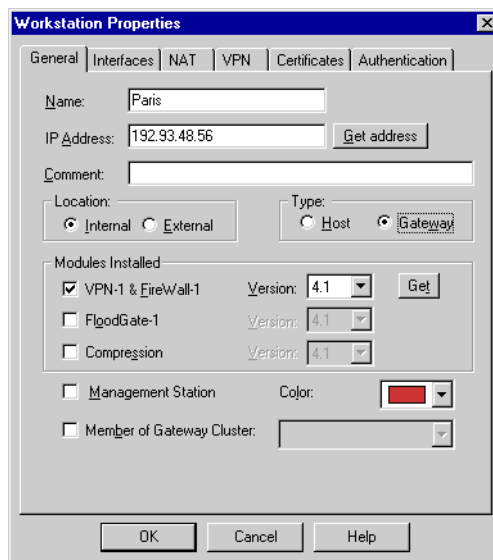 Workstation Properties
General Interfaces NAT VPN Certificates Authentication
Name: Paris
IP Address: 192.93.48.56 Get address
Comment:
Location: Type:
Internal External Host Gateway
Modules Installed
VPN-1 & FireWall-1 Version: 4.1 Get
FloodGate-1 Version: 4.1
Compression Version: 4.1
Management Station Color:
Member of Gateway Cluster:
OK Cancel Help